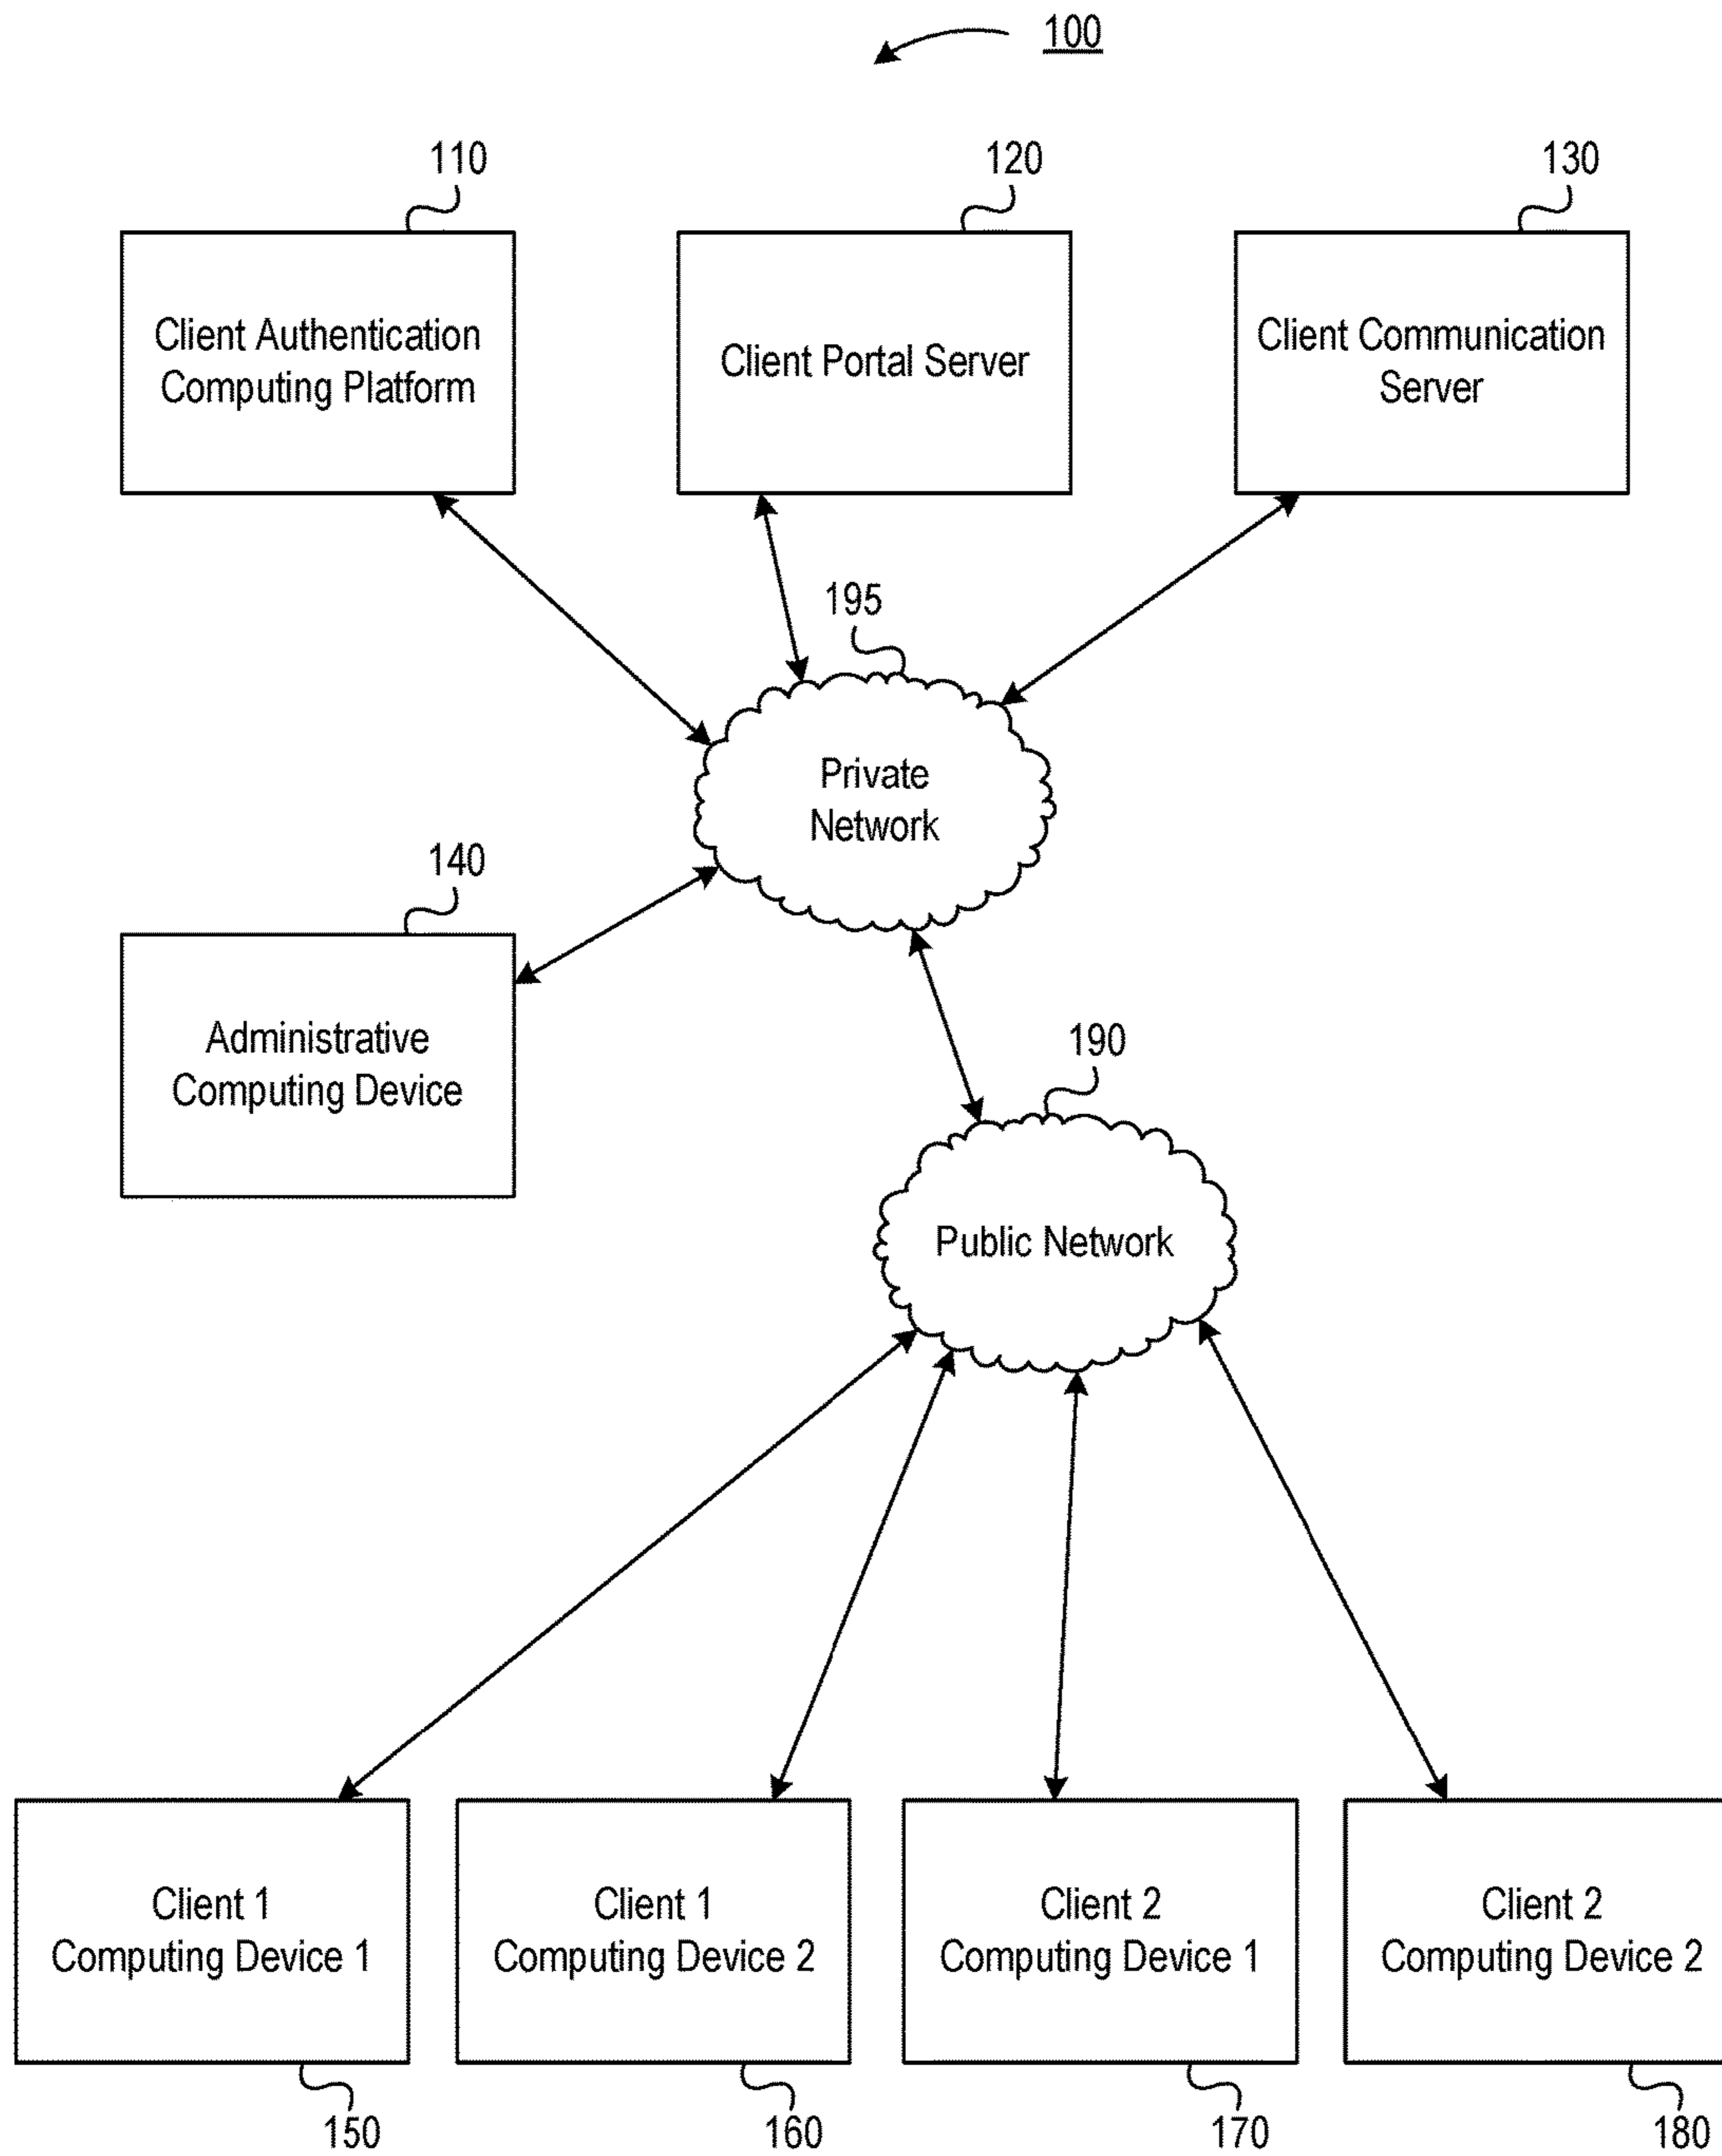 100
110
120
130
Client Authentication
Computing Platform
Client Portal Server
Client Communication
Server
195
Private
Network
140
Administrative
Computing Device
190
Public Network
Client 1
Computing Device 1
Client 1
Computing Device 2
Client 2
Computing Device 1
Client 2
Computing Device 2
150
160
170
180